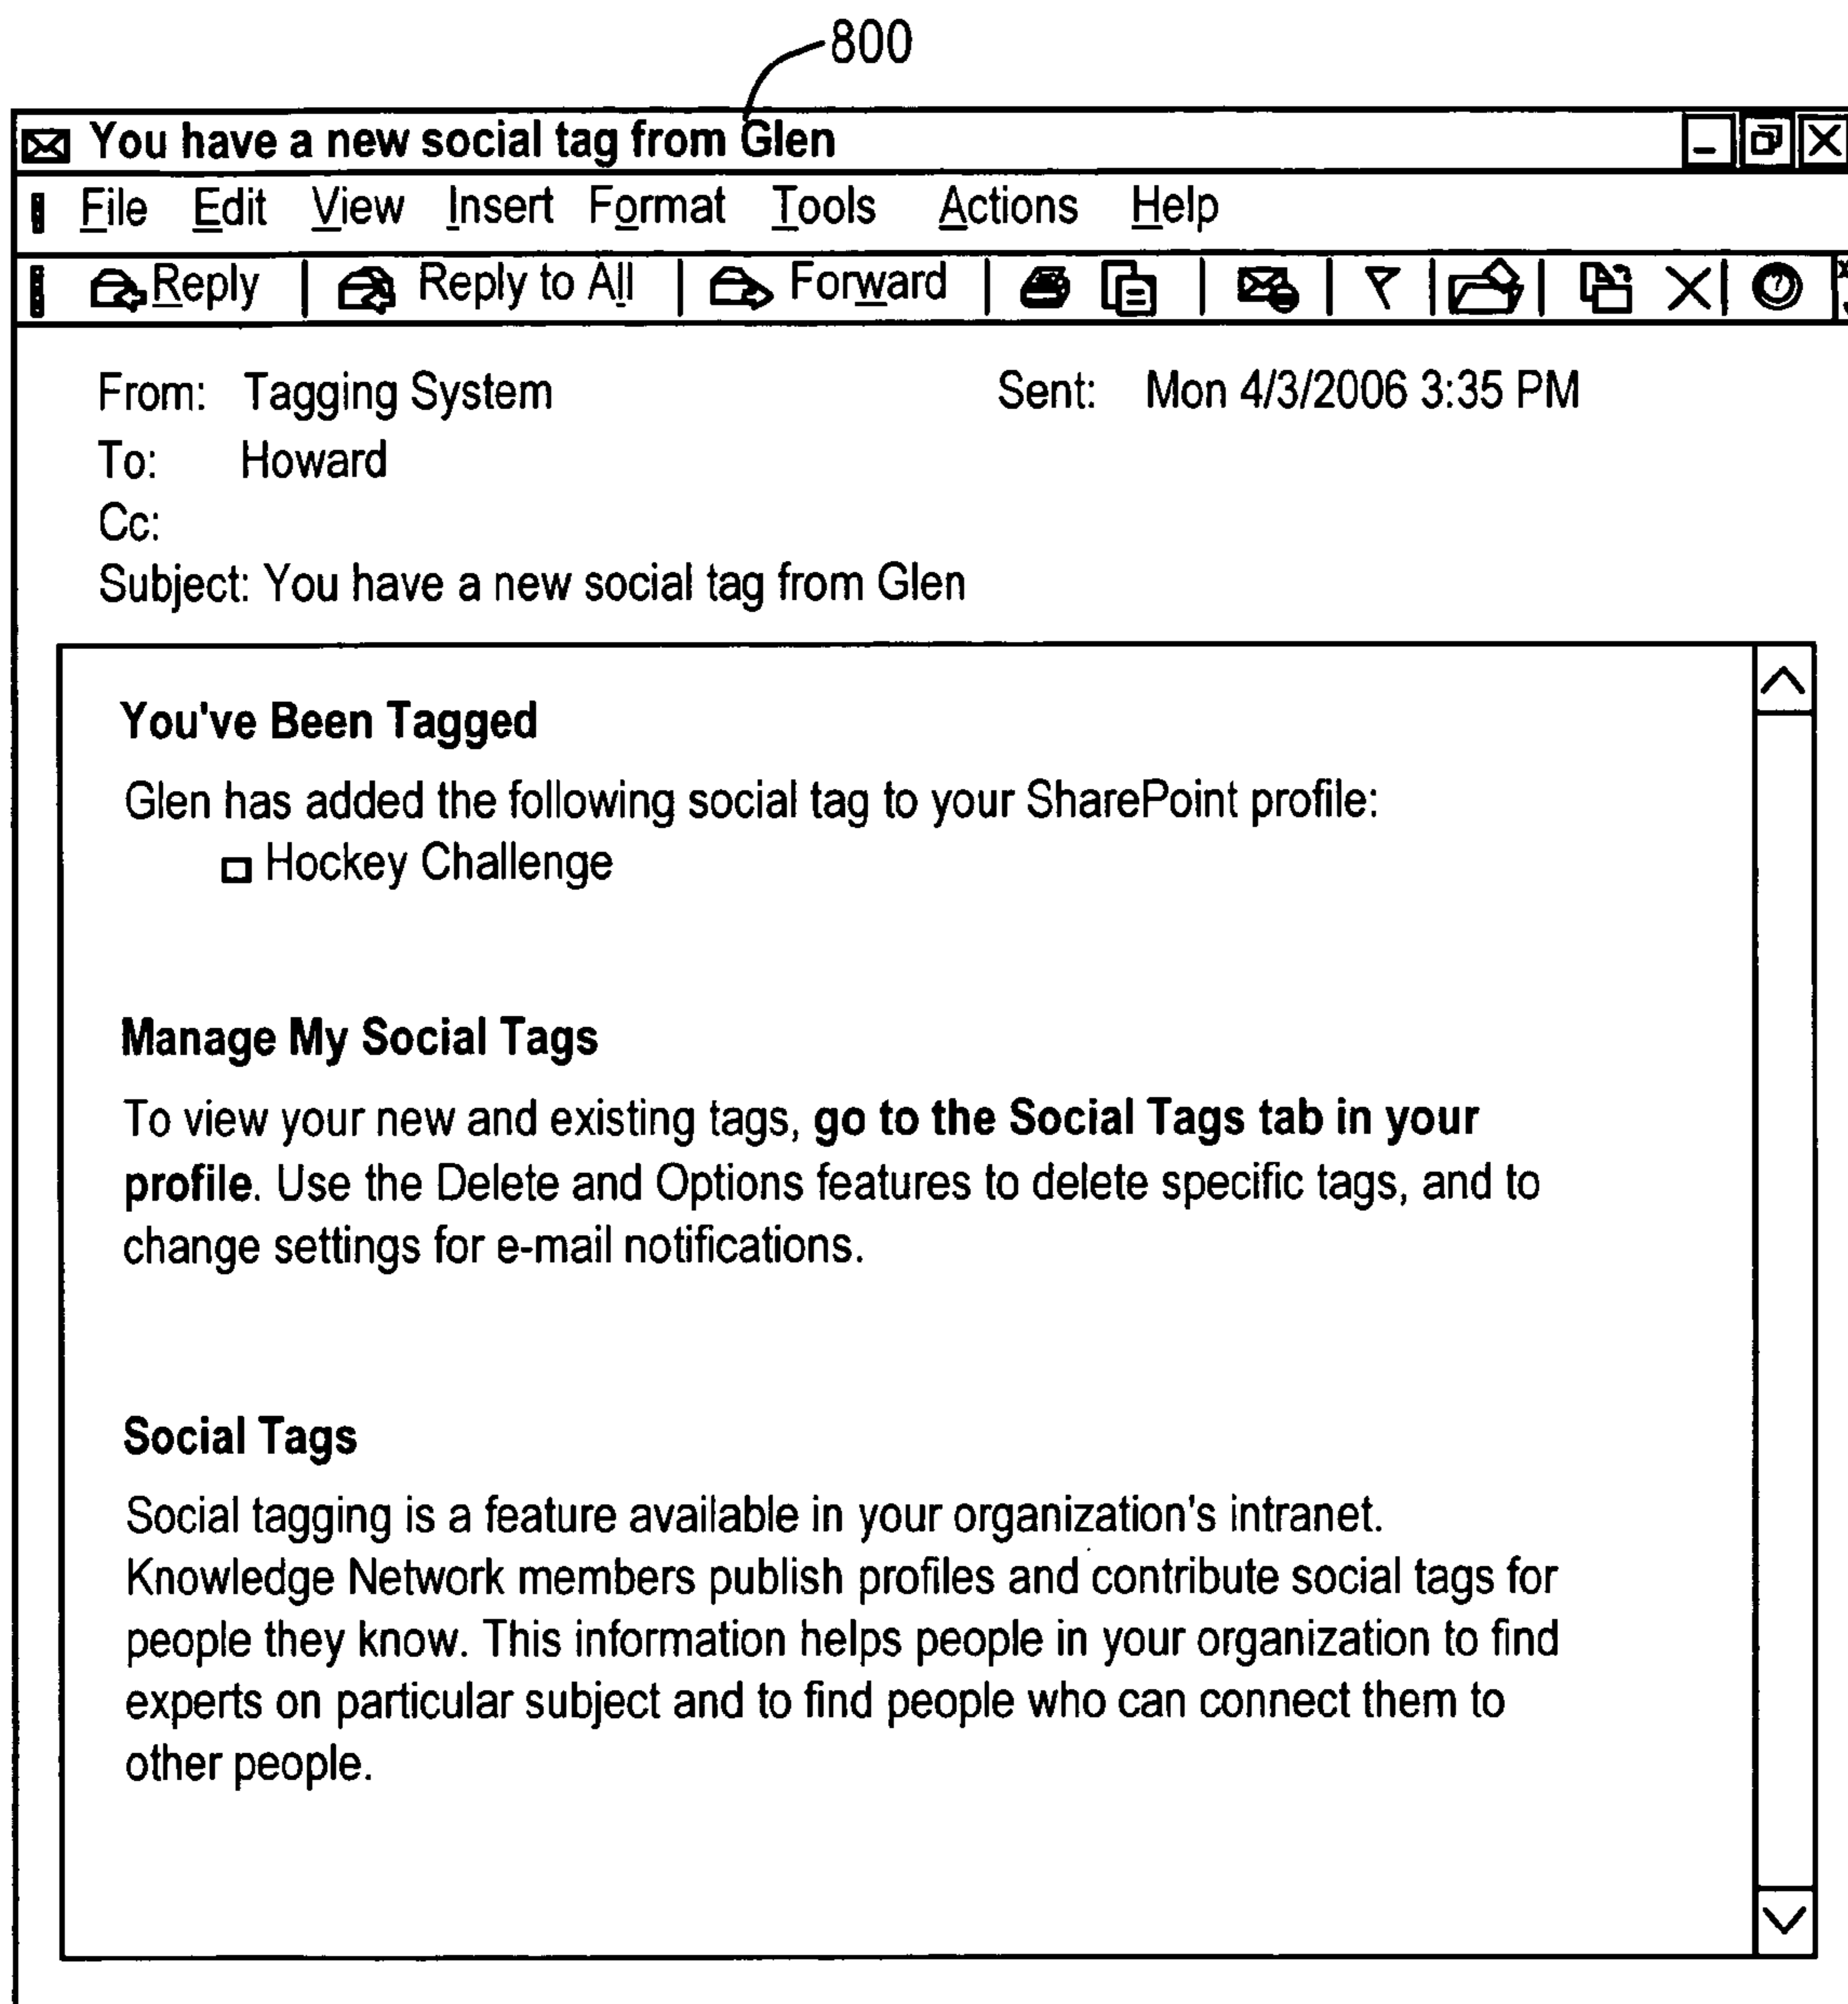 800
You have a new social tag from Glen
File Edit View Insert Format Tools Actions Help
Reply Reply to All Forward
From: Tagging System Sent: Mon 4/3/2006 3:35 PM
To: Howard
Cc:
Subject: You have a new social tag from Glen
You've Been Tagged
Glen has added the following social tag to your SharePoint profile:
Hockey Challenge
Manage My Social Tags
To view your new and existing tags, go to the Social Tags tab in your
profile. Use the Delete and Options features to delete specific tags, and to
change settings for e-mail notifications.
Social Tags
Social tagging is a feature available in your organization's intranet.
Knowledge Network members publish profiles and contribute social tags for
people they know. This information helps people in your organization to find
experts on particular subject and to find people who can connect them to
other people.